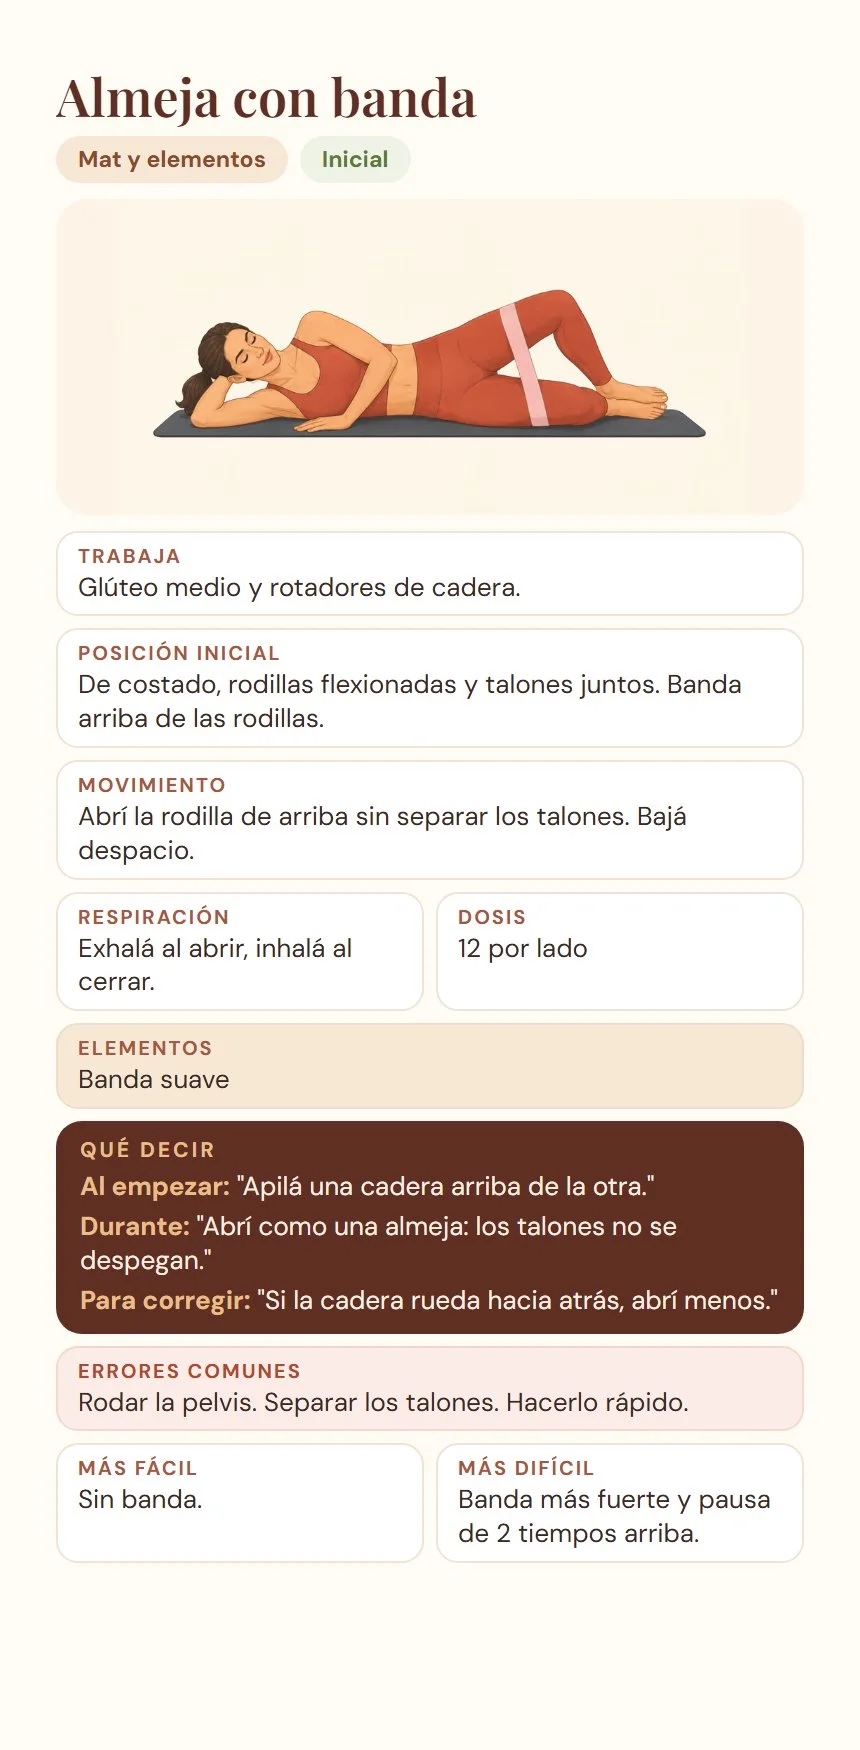 Almeja con banda
Mat y elementos
Inicial
TRABAJA
Glúteo medio y rotadores de cadera.
POSICIÓN INICIAL
De costado, rodillas flexionadas y talones juntos. Banda
arriba de las rodillas.
MOVIMIENTO
Abrí la rodilla de arriba sin separar los talones. Bajá
despacio.
RESPIRACIÓN
Exhalá al abrir, inhalá al
cerrar.
DOSIS
12 por lado
ELEMENTOS
Banda suave
QUÉ DECIR
Al empezar: "Apilá una cadera arriba de la otra."
Durante: "Abrí como una almeja: los talones no se
despegan."
Para corregir: "Si la cadera rueda hacia atrás, abrí menos."
ERRORES COMUNES
Rodar la pelvis. Separar los talones. Hacerlo rápido.
MÁS FÁCIL
Sin banda.
MÁS DIFÍCIL
Banda más fuerte y pausa
de 2 tiempos arriba.